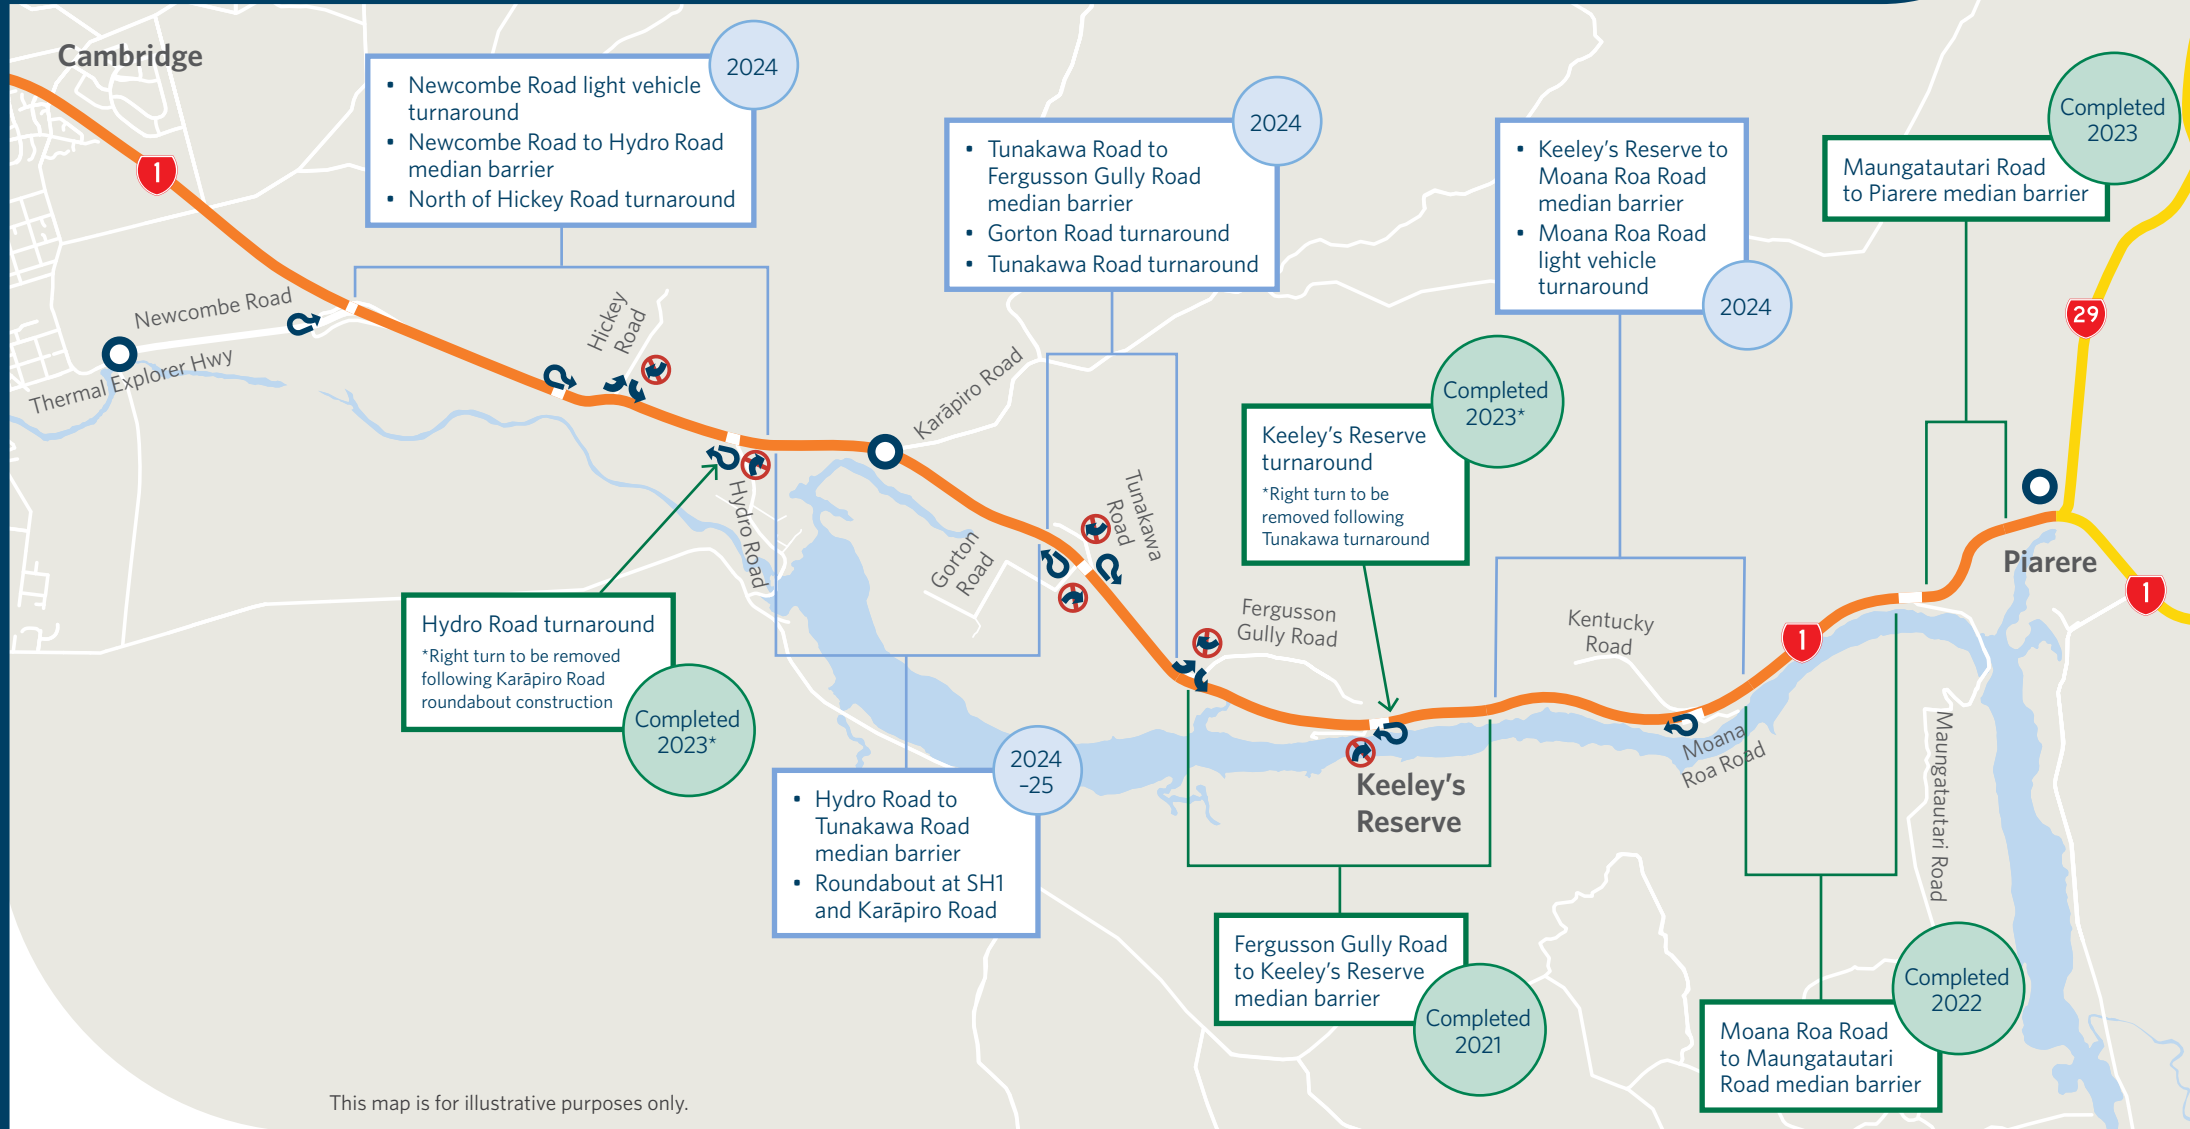 Cambridge
1
2024
• Newcombe Road light vehicle
turnaround
• Newcombe Road to Hydro Road
median barrier
• North of Hickey Road turnaround
2024
• Tunakawa Road to
Fergusson Gully Road
median barrier
• Gorton Road turnaround
• Tunakawa Road turnaround
• Keeley's Reserve to
Moana Roa Road
median barrier
• Moana Roa Road
light vehicle
turnaround
2024
Completed
2023
Maungatautari Road
to Piarere median barrier
29
Newcombe Road
Thermal Explorer Hwy
Hickey
Road
Karāpiro Road
Completed
2023*
Keeley's Reserve
turnaround
*Right turn to be
removed following
Tunakawa turnaround
Hydro Road
Gorton
Road
Tunakawa
Road
Fergusson
Gully Road
Kentucky
Road
1
Piarere
1
Hydro Road turnaround
*Right turn to be removed
following Karāpiro Road
roundabout construction
Completed
2023*
Moana
Roa Road
Maungatautari Road
Keeley's
Reserve
2024
–25
• Hydro Road to
Tunakawa Road
median barrier
• Roundabout at SH1
and Karāpiro Road
Fergusson Gully Road
to Keeley's Reserve
median barrier
Completed
2021
Completed
2022
Moana Roa Road
to Maungatautari
Road median barrier
This map is for illustrative purposes only.